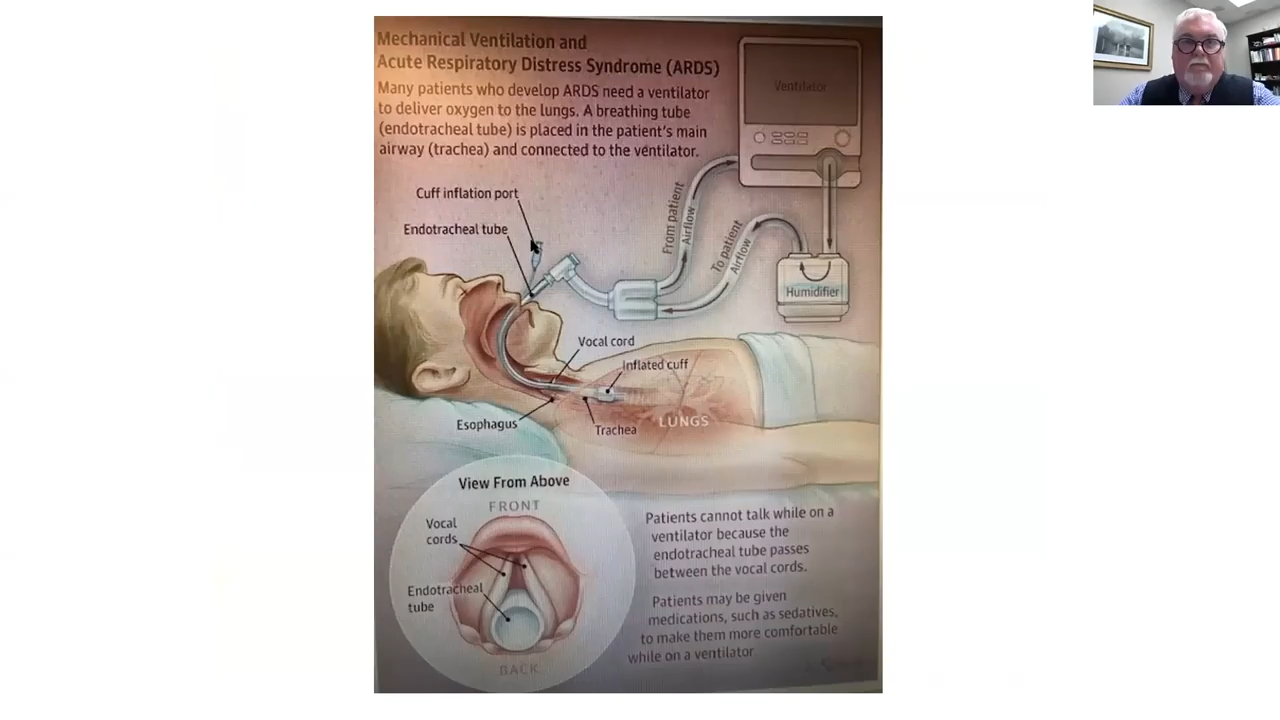 Mechanical Ventilation and
Acute Respiratory Distress Syndrome (ARDS)
Many patients who develop ARDS need a ventilator
to deliver oxygen to the lungs. A breathing tube
(endotracheal tube) is placed in the patient's main
airway (trachea) and connected to the ventilator.
Ventilator
Cuff inflation port
Endotracheal tube
From patient
Airflow
To patient
Airflow
Humidifier
Vocal cord
Inflated cuff
Esophagus
Trachea
LUNGS
View From Above
FRONT
Vocal
cords
Endotracheal
tube
BACK
Patients cannot talk while on a
ventilator because the
endotracheal tube passes
between the vocal cords.
Patients may be given
medications, such as sedatives,
to make them more comfortable
while on a ventilator